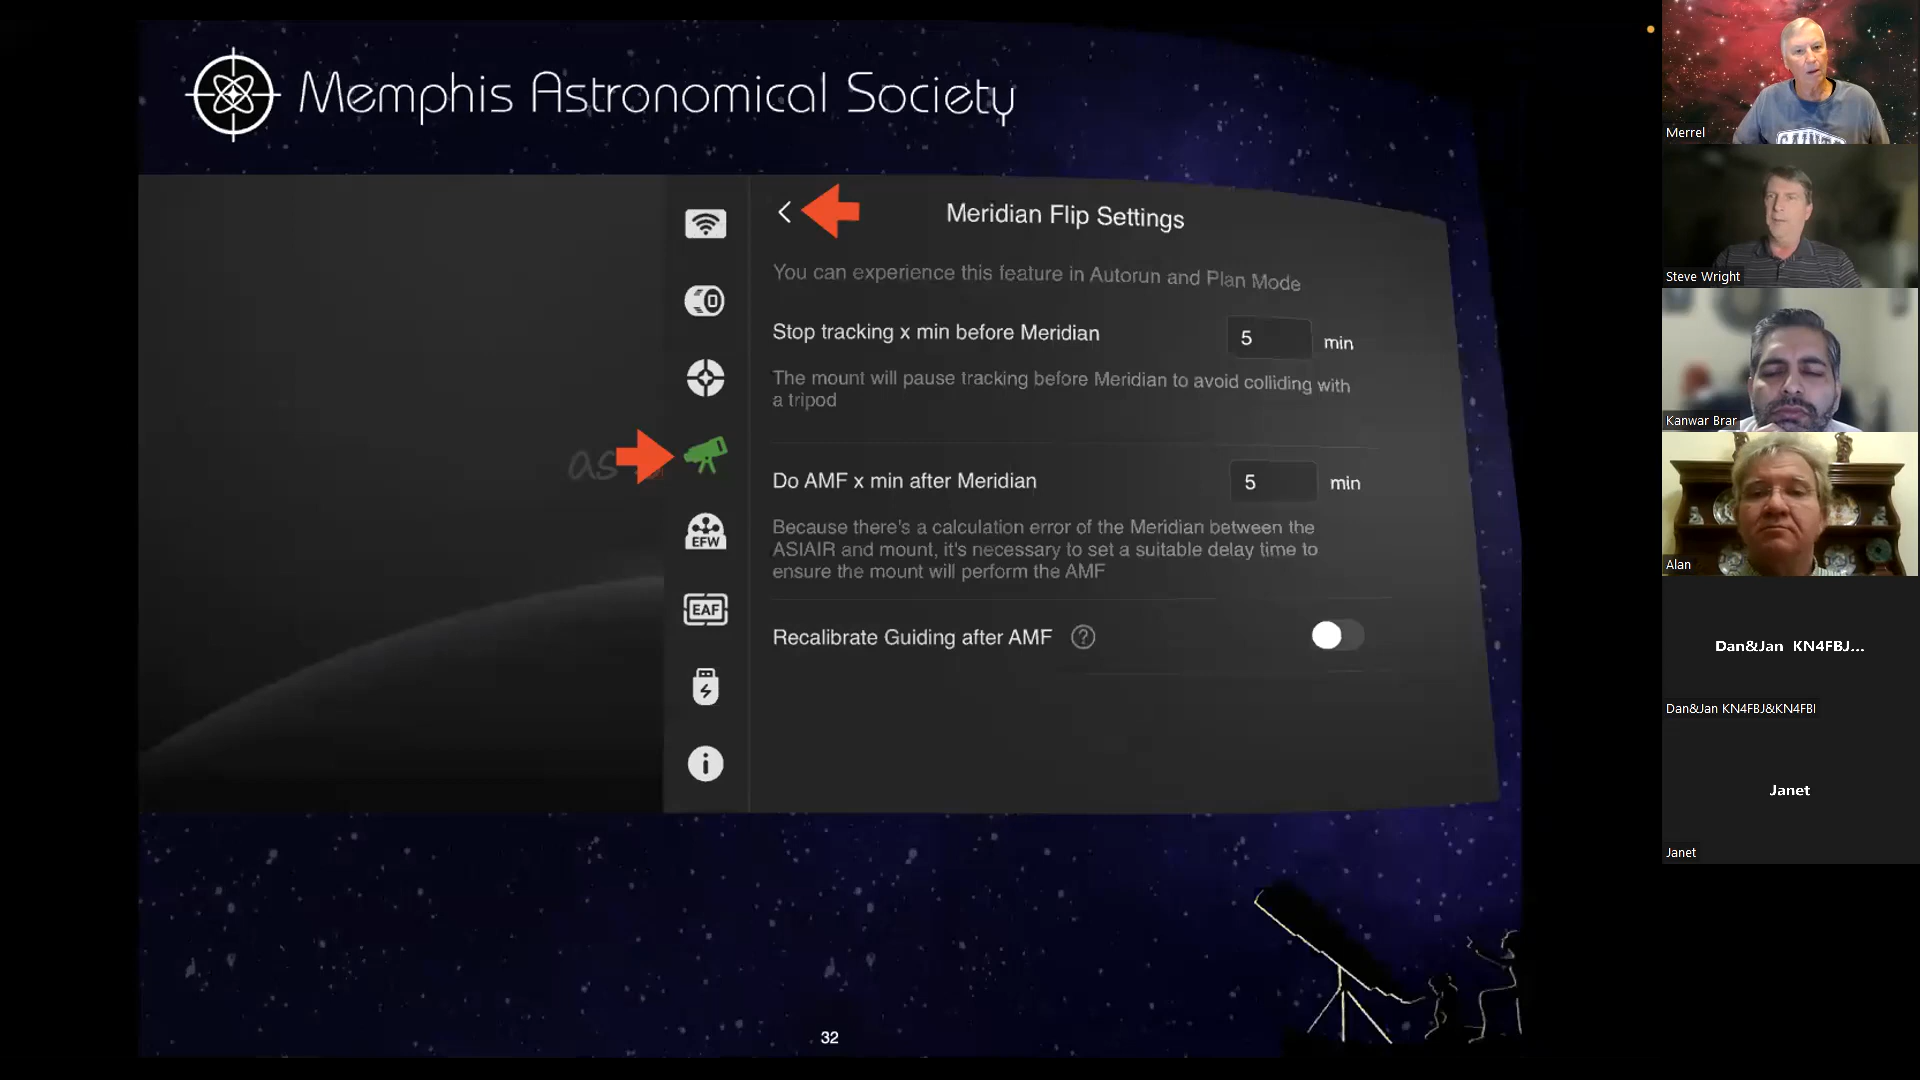 Memphis Astronomical Society
Meridian Flip Settings
You can experience this feature in Autorun and Plan Mode
Stop tracking x min before Meridian
5 min
The mount will pause tracking before Meridian to avoid colliding with
a tripod
as
Do AMF x min after Meridian
5 min
Because there's a calculation error of the Meridian between the
ASIAIR and mount, it's necessary to set a suitable delay time to
ensure the mount will perform the AMF
EFW
EAF
Recalibrate Guiding after AMF ?
32
Merrel
Steve Wright
Kanwar Brar
Alan
Dan&Jan KN4FBJ...
Dan&Jan KN4FBJ&KN4FBI
Janet
Janet